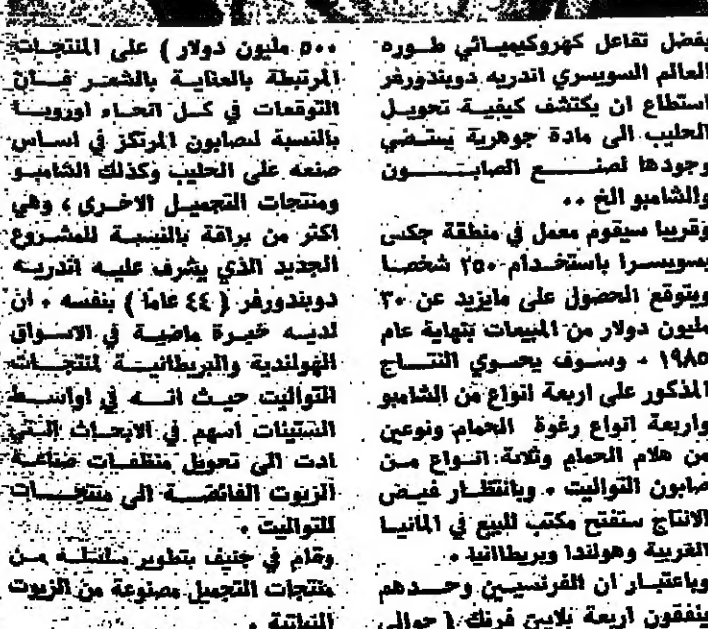 بفضل تفاعل كهروكيميائي طوره
العالم السويسري اندريه دوبندورفر
استطاع ان يكتشف كيفية تحويل
الحليب الى مادة جوهرية يستدعي
وجودها لصنع الصابون
والشامبو الخ ..
وقريبا سيقوم معمل في منطقة جكسى
بسويسرا باستخدام ٢٥٠ شخصا
ويتوقع الحصول على مايزيد عن ٣٠
مليون دولار من المبيعات بنهاية عام
١٩٨٥ . وسوف يحوي النتاج
المذكور على اربعة انواع من الشامبو
واربعة انواع رغوة الحمام ونوعين
من هلام الحمام وثلاثة انواع من
صابون التواليت . وبانتظار فيض
الانتاج ستفتح مكتب للبيع في المانيا
الغربية وهولندا وبريطاانيا .
وباعتبار ان الفرنسيين وحدهم
ينفقون اربعة بلايين فرنك ( حوالي
٥٠٠ مليون دولار ) على المنتجات
المرتبطة بالعناية بالشعر فان
التوقعات في كل انحاء اوروبا
بالنسبة لصابون المرتكز في اساس
صنعه على الحليب وكذلك الشامبو
ومنتجات التجميل الاخرى ، وهي
اكثر من براقة بالنسبة للمشروع
الجديد الذي يشرف عليه اندريه
دوبندورفر ( ٤٤ عاما ) بنفسه . ان
لديه خبرة ماضية في الاسواق
الهولندية والبريطانية لمنتجات
التواليت حيث انه في اواسط
الستينات اسهم في الابحاث التي
ادت الى تحويل منظفات صناعة
الزيوت الفائضة الى منتجات
للتواليت .
وقام في جنيف بتطوير سلسلة من
منتجات التجميل مصنوعة من الزيوت
النباتية .